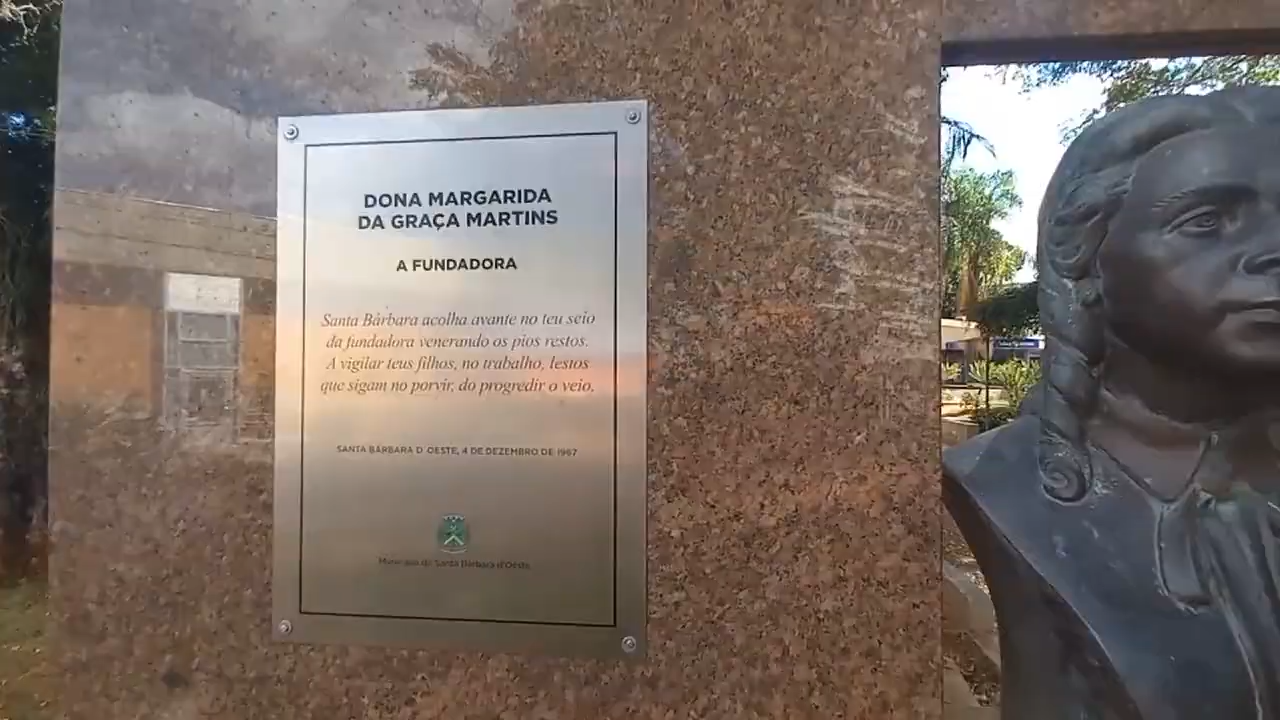 DONA MARGARIDA
DA GRAÇA MARTINS
A FUNDADORA
Santa Bárbara acolha avante no teu seio
da fundadora venerando os pios restos.
A vigilar teus filhos, no trabalho, lestos
que sigam no porvir, do progredir o veio.
SANTA BÁRBARA D´OESTE, 4 DE DEZEMBRO DE 1967
Município de Santa Bárbara d'Oeste